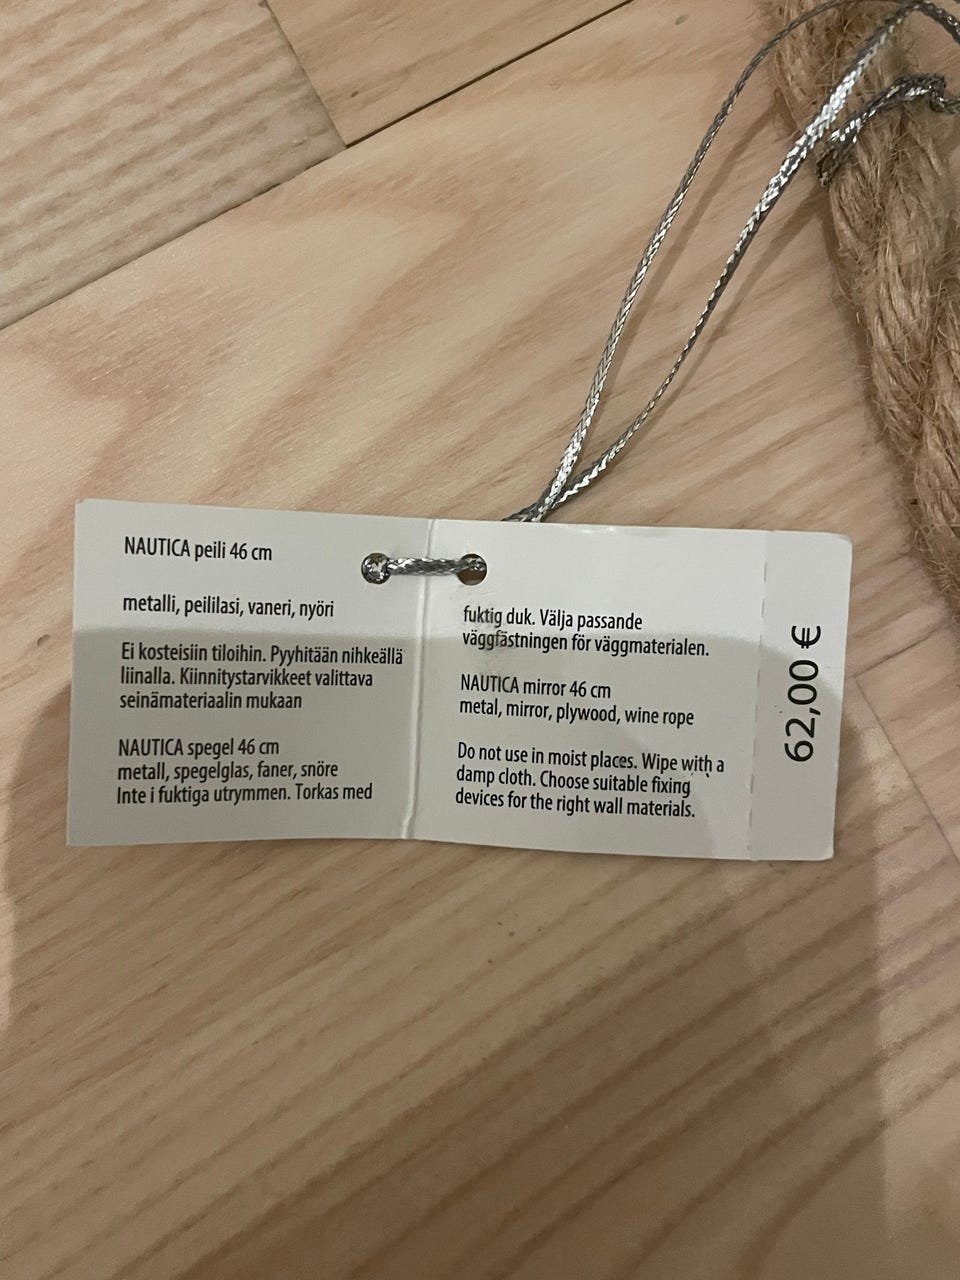 NAUTICA peili 46 cm
metalli, peililasi, vaneri, nyöri
Ei kosteisiin tiloihin. Pyyhitään nihkeällä
liinalla. Kiinnitystarvikkeet valittava
seinämateriaalin mukaan
NAUTICA spegel 46 cm
metall, spegelglas, faner, snöre
Inte i fuktiga utrymmen. Torkas med
fuktig duk. Välja passande
väggfästningen för väggmaterialen.
NAUTICA mirror 46 cm
metal, mirror, plywood, wine rope
Do not use in moist places. Wipe with a
damp cloth. Choose suitable fixing
devices for the right wall materials.
62,00 €